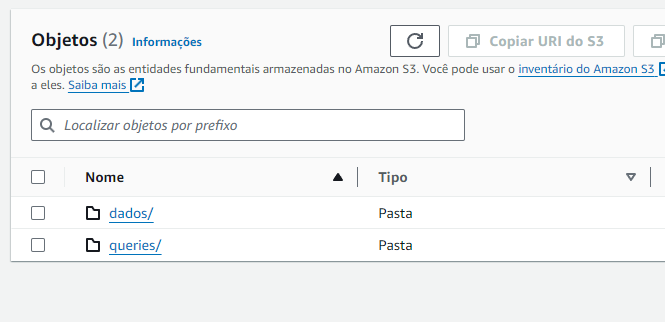 Objetos (2) Informações
Copiar URI do S3
Os objetos são as entidades fundamentais armazenadas no Amazon S3. Você pode usar o inventário do Amazon S3
a eles. Saiba mais
Localizar objetos por prefixo
Nome Tipo
dados/ Pasta
queries/ Pasta